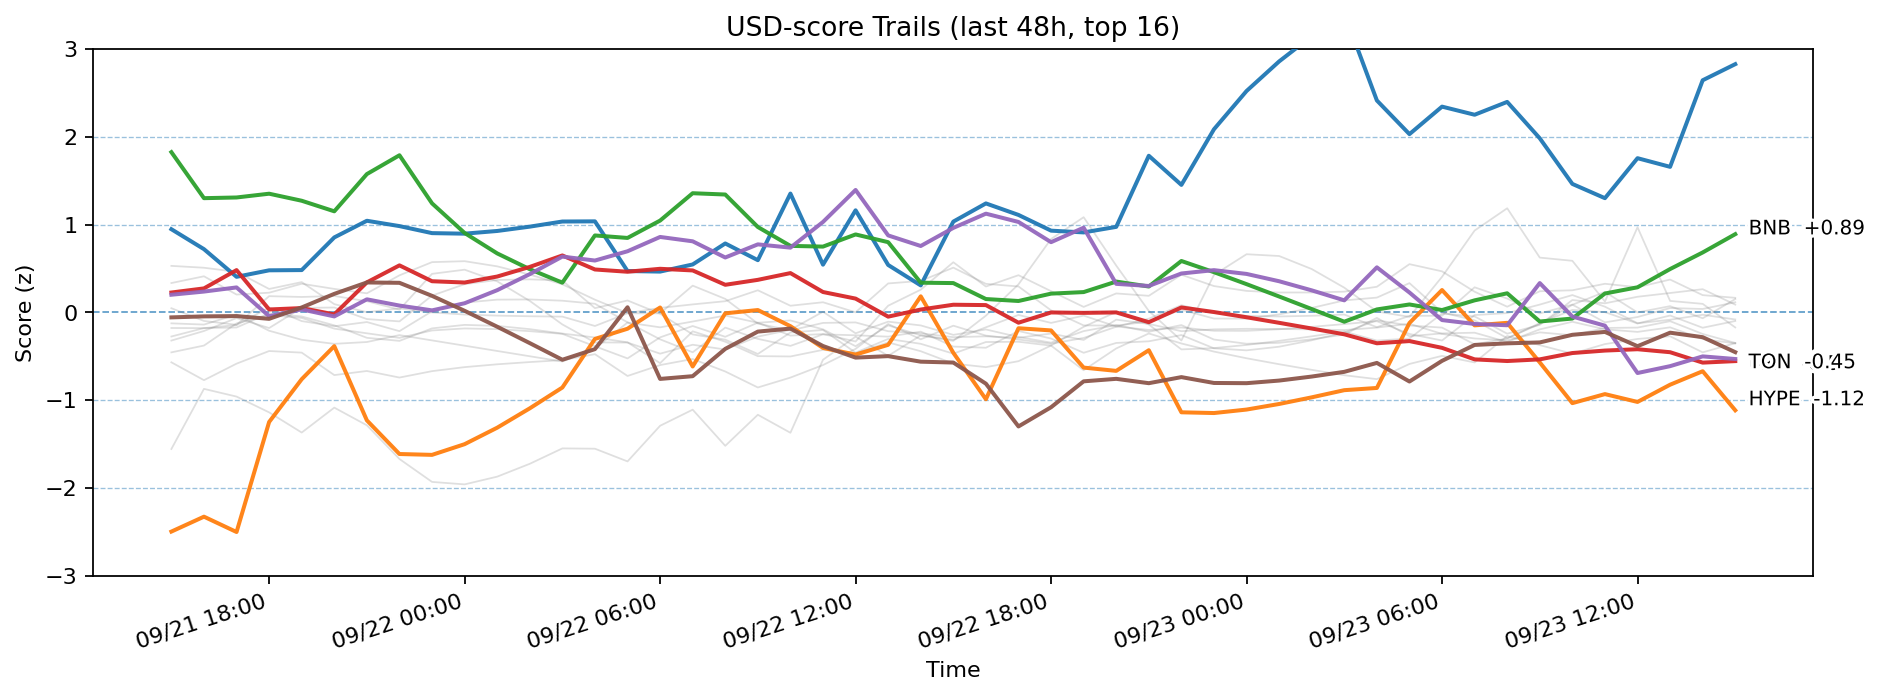 USD-score Trails (last 48h, top 16)
Score (z)
3
2
1
0
−1
−2
−3
BNB +0.89
TON -0.45
HYPE -1.12
09/21 18:00
09/22 00:00
09/22 06:00
09/22 12:00
09/22 18:00
09/23 00:00
09/23 06:00
09/23 12:00
Time